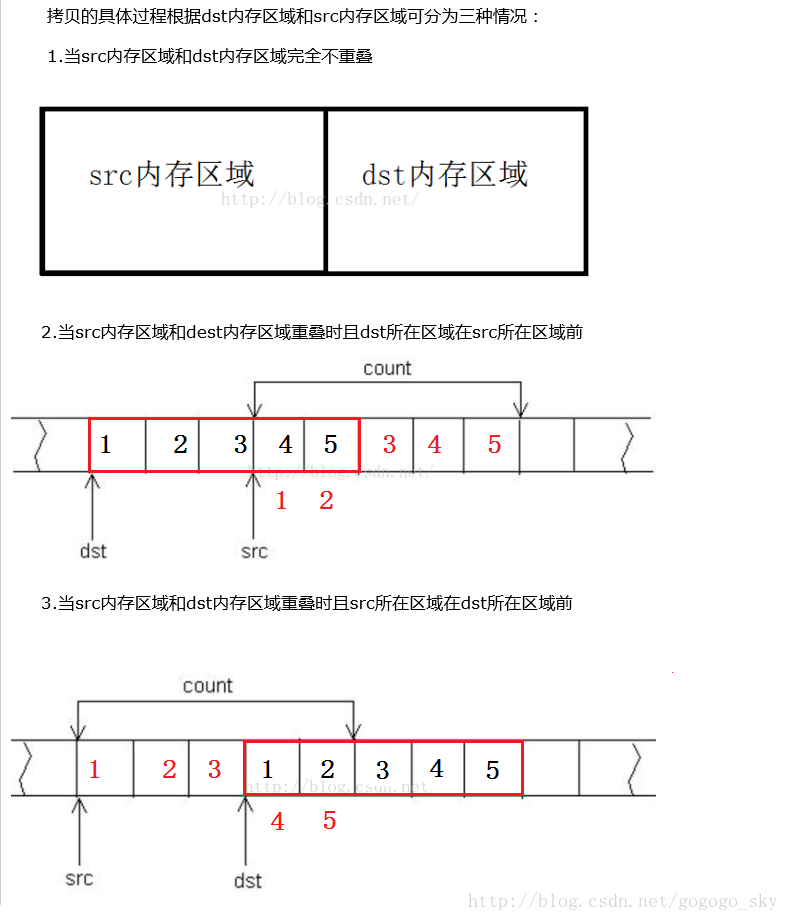 拷贝的具体过程根据dst内存区域和src内存区域可分为三种情况：
1.当src内存区域和dst内存区域完全不重叠
src内存区域 dst内存区域
http://blog.csdn.net/
2.当src内存区域和dest内存区域重叠时且dst所在区域在src所在区域前
count
1 2 3 4 5 3 4 5
http://blog.csdn.net/
1 2
dst src
3.当src内存区域和dst内存区域重叠时且src所在区域在dst所在区域前
count
1 2 3 1 2 3 4 5
http://blog.csdn.net
4 5
src dst
http://blog.csdn.net/gogogo_sky